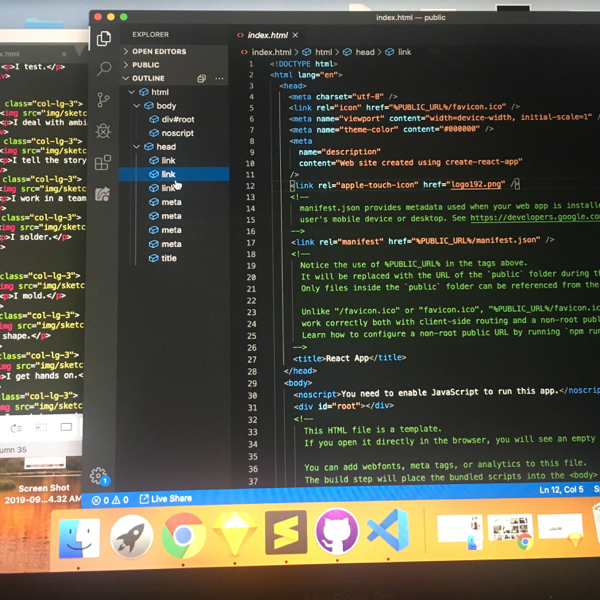 index.html — public
x.html
EXPLORER
OPEN EDITORS
PUBLIC
OUTLINE
html
body
div#root
noscript
head
link
link
link
meta
meta
meta
meta
meta
title
index.html
index.html > html > head > link
1 <!DOCTYPE html>
2 <html lang="en">
3 <head>
4 <meta charset="utf-8" />
5 <link rel="icon" href="%PUBLIC_URL%/favicon.ico" />
6 <meta name="viewport" content="width=device-width, initial-scale=1" /
7 <meta name="theme-color" content="#000000" />
8 <meta
9 name="description"
10 content="Web site created using create-react-app"
11 />
12 <link rel="apple-touch-icon" href="logo192.png" />
13 <!--
14 manifest.json provides metadata used when your web app is installe
15 user's mobile device or desktop. See https://developers.google.co
16 -->
17 <link rel="manifest" href="%PUBLIC_URL%/manifest.json" />
18 <!--
19 Notice the use of %PUBLIC_URL% in the tags above.
20 It will be replaced with the URL of the `public` folder during th
21 Only files inside the `public` folder can be referenced from the
22
23 Unlike "/favicon.ico" or "favicon.ico", "%PUBLIC_URL%/favicon.ic
24 work correctly both with client-side routing and a non-root publ
25 Learn how to configure a non-root public URL by running `npm run
26 -->
27 <title>React App</title>
28 </head>
29 <body>
30 <noscript>You need to enable JavaScript to run this app.</noscrip
31 <div id="root"></div>
32 <!--
33 This HTML file is a template.
34 If you open it directly in the browser, you will see an empty
35
36 You can add webfonts, meta tags, or analytics to this file.
37 The build step will place the bundled scripts into the <body>
0 0
Live Share
Ln 12, Col 5
Spaces
1
<p>I test.</p>
class="col-lg-3">
<img src="img/sketc
<p>I deal with ambi
class="col-lg-3">
<img src="img/sketc
<p>I tell the story
class="col-lg-3">
<img src="img/sketc
p>I work in a team
class="col-lg-3">
img src="img/sketc
p>I solder.</p>
class="col-lg-3">
img src="img/sketc
p>I mold.</p>
class="col-lg-3">
mg src="img/sketc
shape.</p>
class="col-lg-3">
mg src="img/sketc
>I get hands on.<
class="col-lg-3">
mg src="img/sketc
umn 35
Screen Shot
2019-09...4.32 AM